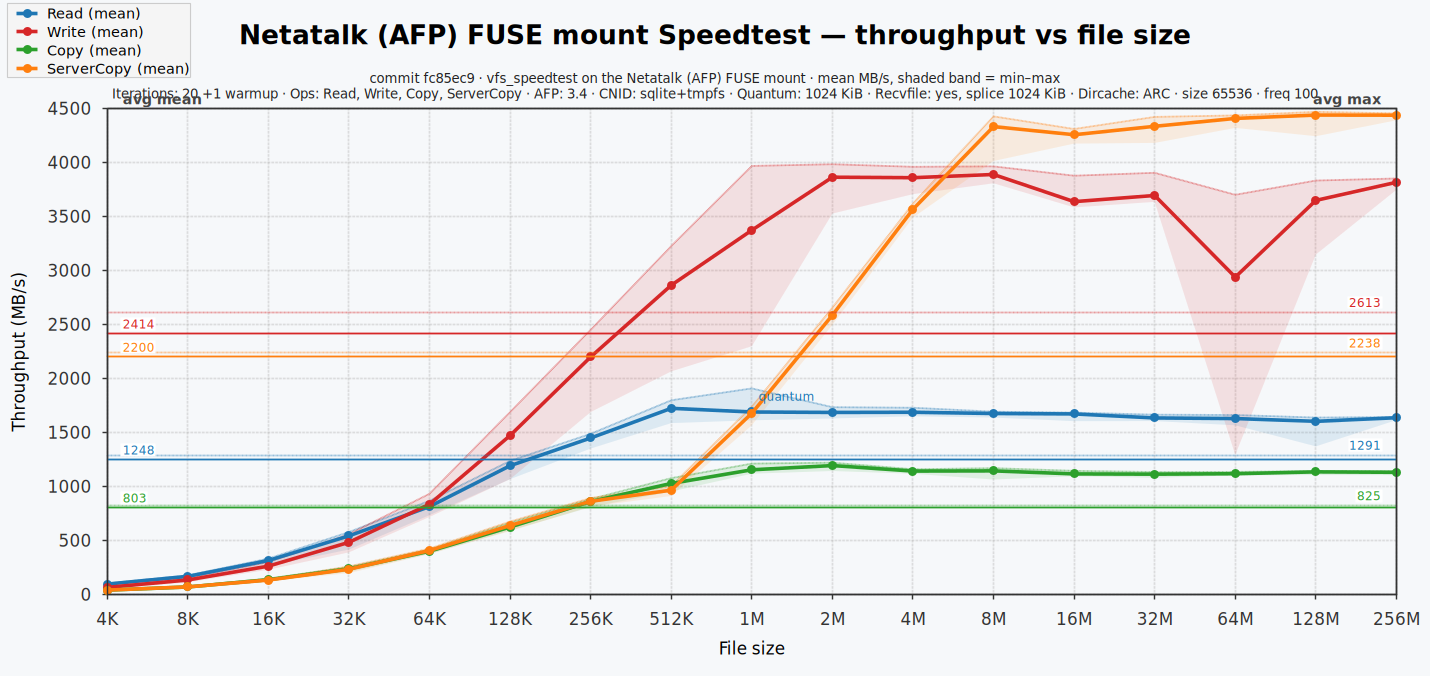 Read (mean)
Write (mean)
Copy (mean)
ServerCopy (mean)
Netatalk (AFP) FUSE mount Speedtest — throughput vs file size
commit fc85ec9 · vfs_speedtest on the Netatalk (AFP) FUSE mount · mean MB/s, shaded band = min–max
Iterations: 20 +1 warmup · Ops: Read, Write, Copy, ServerCopy · AFP: 3.4 · CNID: sqlite+tmpfs · Quantum: 1024 KiB · Recvfile: yes, splice 1024 KiB · Dircache: ARC · size 65536 · freq 100
avg mean
avg max
4500
4000
3500
3000
2500
2000
1500
1000
500
0
Throughput (MB/s)
2414
2200
1248
803
quantum
2613
2238
1291
825
4K 8K 16K 32K 64K 128K 256K 512K 1M 2M 4M 8M 16M 32M 64M 128M 256M
File size